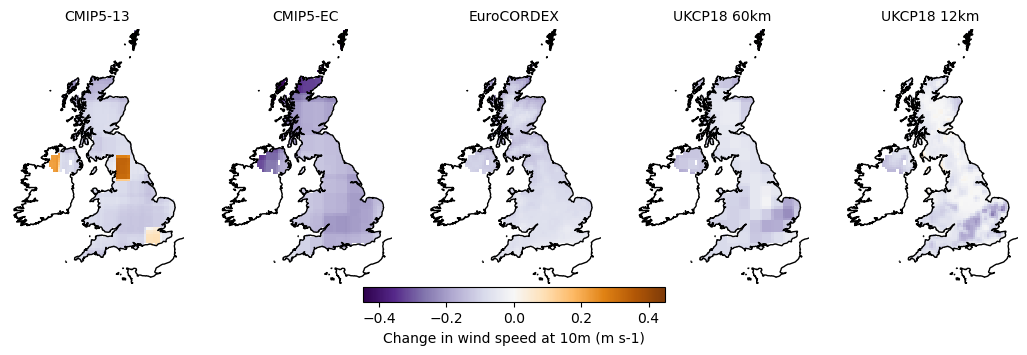 CMIP5-13
CMIP5-EC
EuroCORDEX
UKCP18 60km
UKCP18 12km
−0.4
−0.2
0.0
0.2
0.4
Change in wind speed at 10m (m s-1)